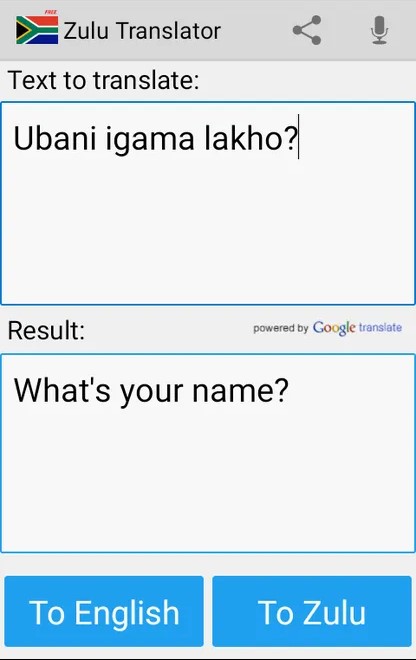 FREE
Zulu Translator
Text to translate:
Ubani igama lakho?
Result:
powered by Google translate
What's your name?
To English
To Zulu